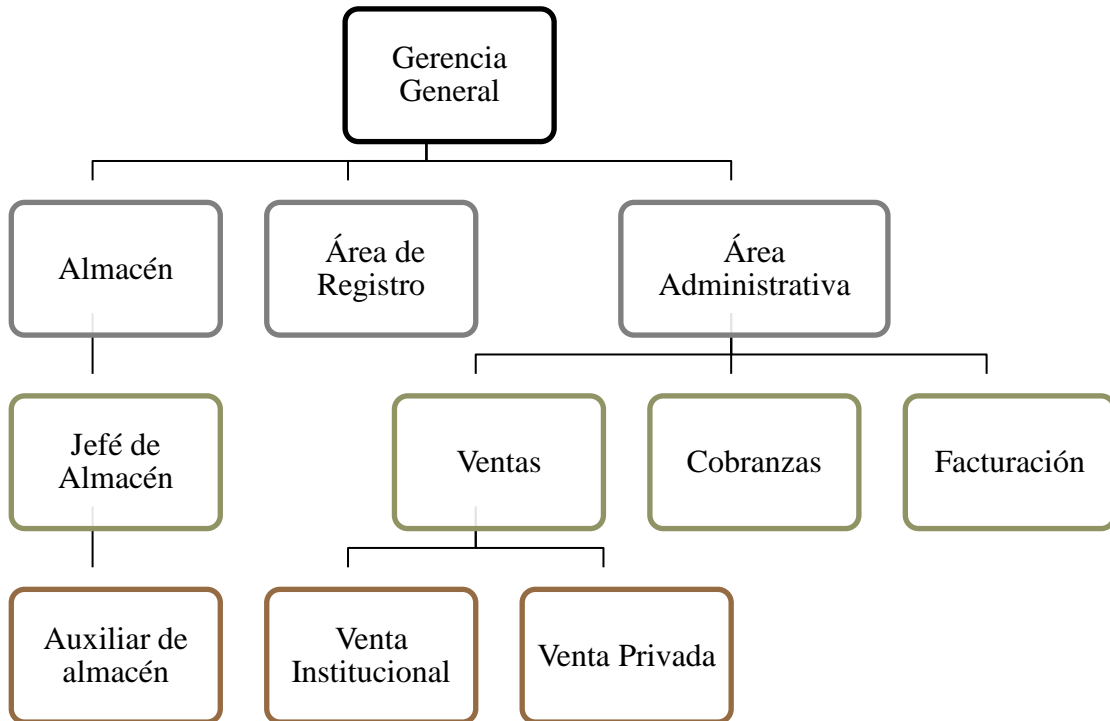 Gerencia
General
Almacén
Área de
Registro
Área
Administrativa
Jefé de
Almacén
Ventas
Cobranzas
Facturación
Auxiliar de
almacén
Venta
Institucional
Venta Privada